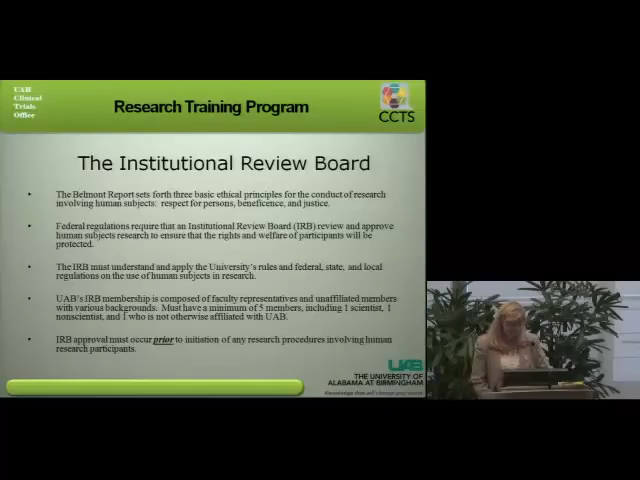 UAB
Clinical
Trials
Office
Research Training Program
CCTS
The Institutional Review Board
• The Belmont Report sets forth three basic ethical principles for the conduct of research
involving human subjects: respect for persons, beneficence, and justice.
• Federal regulations require that an Institutional Review Board (IRB) review and approve
human subjects research to ensure that the rights and welfare of participants will be
protected.
• The IRB must understand and apply the University's rules and federal, state, and local
regulations on the use of human subjects in research.
• UAB's IRB membership is composed of faculty representatives and unaffiliated members
with various backgrounds. Must have a minimum of 5 members, including 1 scientist, 1
nonscientist, and 1 who is not otherwise affiliated with UAB.
• IRB approval must occur prior to initiation of any research procedures involving human
research participants.
UAB
THE UNIVERSITY OF
ALABAMA AT BIRMINGHAM
Knowledge that will change your world